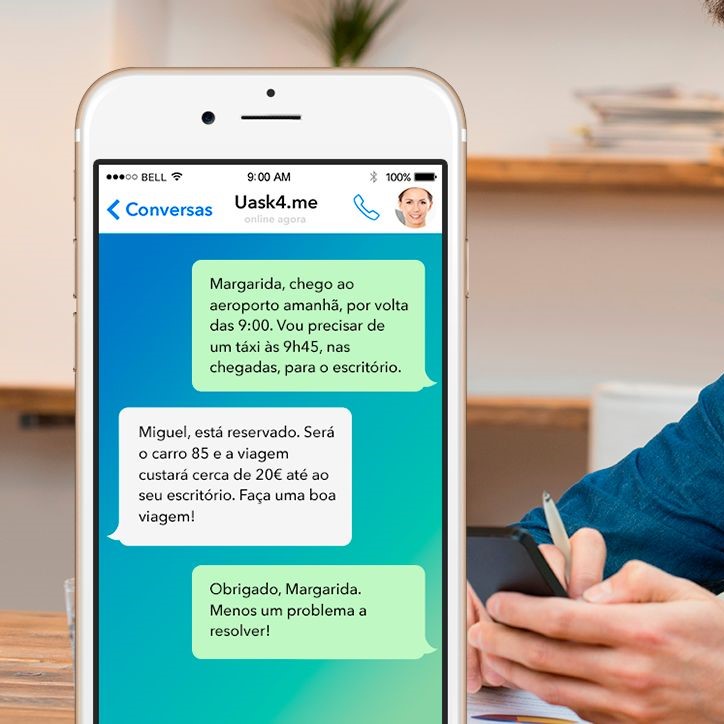 BELL 9:00 AM 100%
Conversas Uask4.me
online agora
Margarida, chego ao
aeroporto amanhã, por volta
das 9:00. Vou precisar de
um táxi às 9h45, nas
chegadas, para o escritório.
Miguel, está reservado. Será
o carro 85 e a viagem
custará cerca de 20€ até ao
seu escritório. Faça uma boa
viagem!
Obrigado, Margarida.
Menos um problema a
resolver!